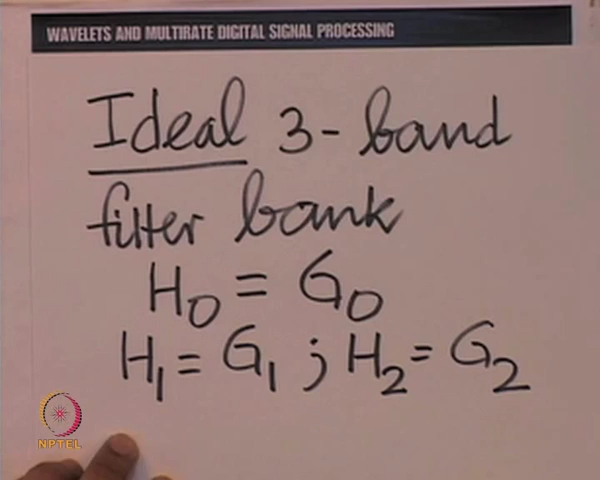 WAVELETS AND MULTIRATE DIGITAL SIGNAL PROCESSING
Ideal 3-band
filter bank
H₀ = G₀
H₁ = G₁ ; H₂ = G₂
NPTEL